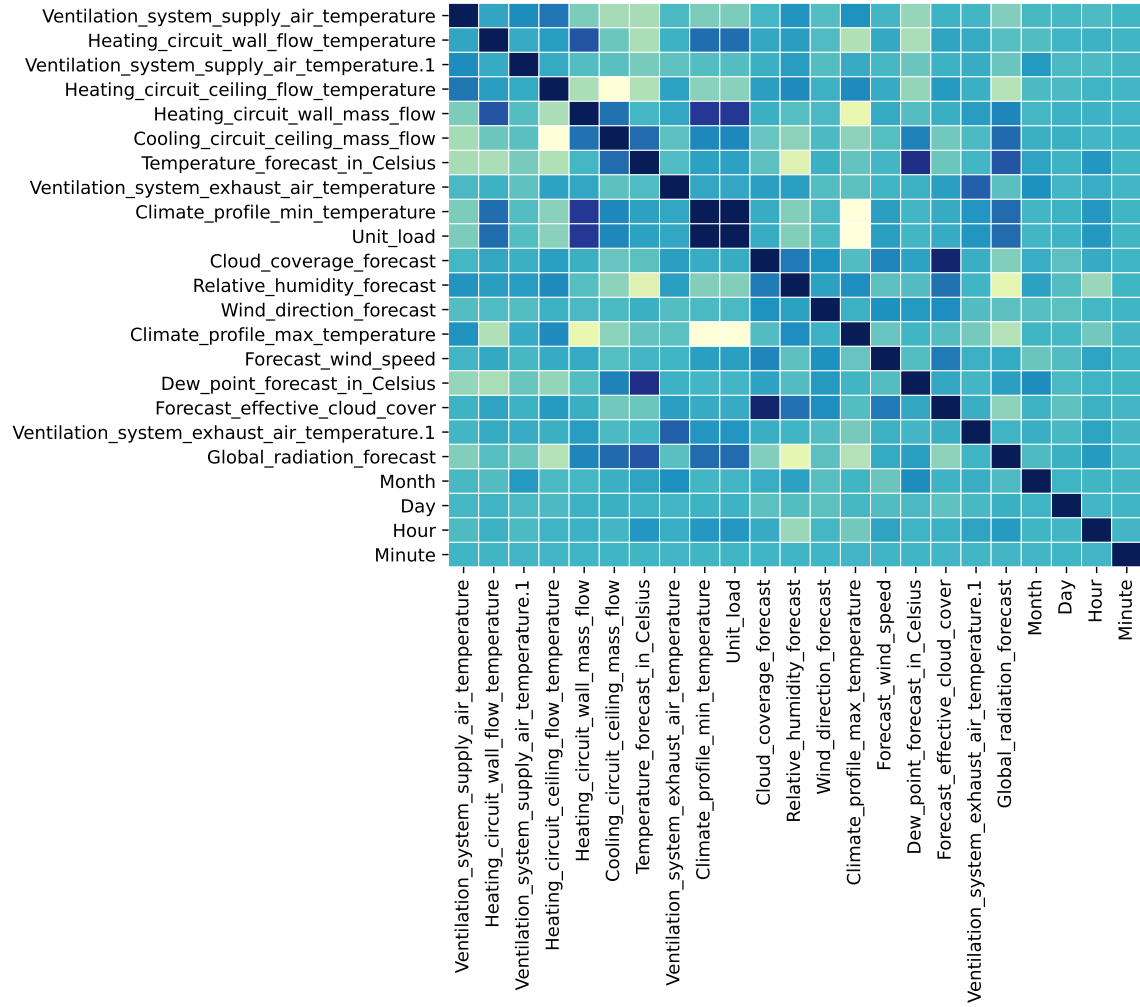 Ventilation_system_supply_air_temperature
Heating_circuit_wall_flow_temperature
Ventilation_system_supply_air_temperature.1
Heating_circuit_ceiling_flow_temperature
Heating_circuit_wall_mass_flow
Cooling_circuit_ceiling_mass_flow
Temperature_forecast_in_Celsius
Ventilation_system_exhaust_air_temperature
Climate_profile_min_temperature
Unit_load
Cloud_coverage_forecast
Relative_humidity_forecast
Wind_direction_forecast
Climate_profile_max_temperature
Forecast_wind_speed
Dew_point_forecast_in_Celsius
Forecast_effective_cloud_cover
Ventilation_system_exhaust_air_temperature.1
Global_radiation_forecast
Month
Day
Hour
Minute
Ventilation_system_supply_air_temperature
Heating_circuit_wall_flow_temperature
Ventilation_system_supply_air_temperature.1
Heating_circuit_ceiling_flow_temperature
Heating_circuit_wall_mass_flow
Cooling_circuit_ceiling_mass_flow
Temperature_forecast_in_Celsius
Ventilation_system_exhaust_air_temperature
Climate_profile_min_temperature
Unit_load
Cloud_coverage_forecast
Relative_humidity_forecast
Wind_direction_forecast
Climate_profile_max_temperature
Forecast_wind_speed
Dew_point_forecast_in_Celsius
Forecast_effective_cloud_cover
Ventilation_system_exhaust_air_temperature.1
Global_radiation_forecast
Month
Day
Hour
Minute